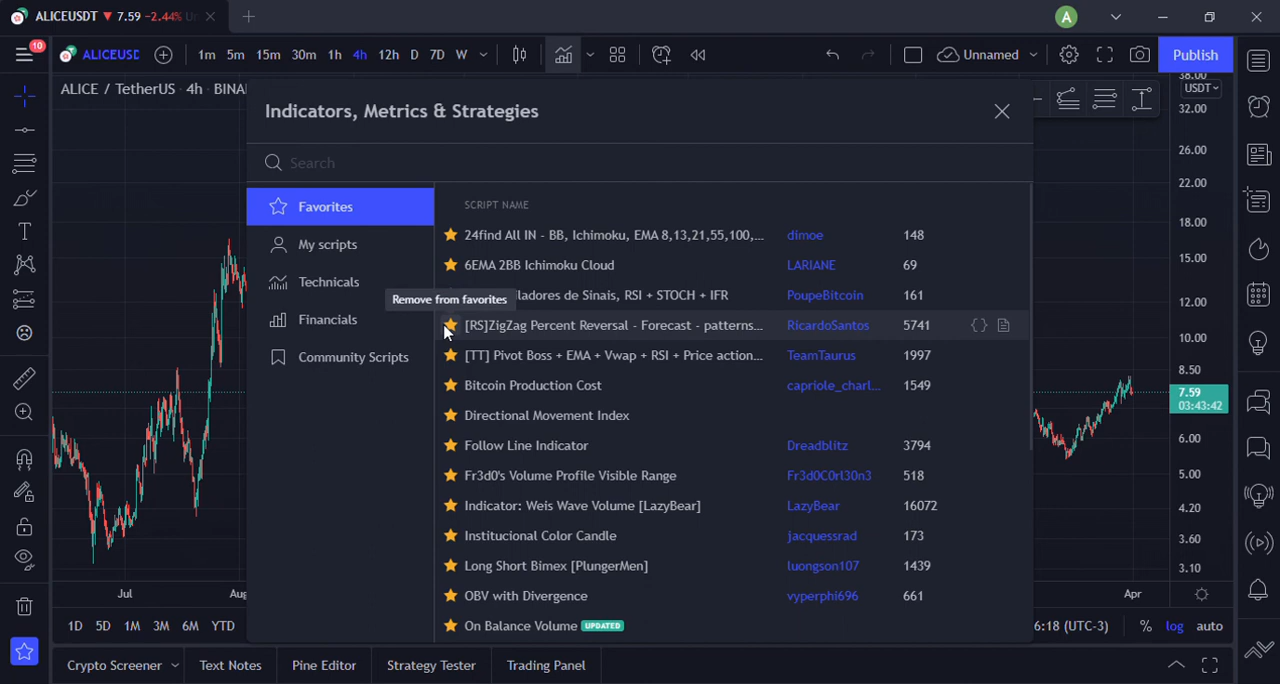 ALICEUSDT ▼ 7.59 −2.44%
A
10
ALICEUSD
1m 5m 15m 30m 1h 4h 12h D 7D W
Unnamed
Publish
ALICE / TetherUS · 4h · BINA
USDT
Indicators, Metrics & Strategies
Search
Favorites
My scripts
Technicals
Financials
Community Scripts
SCRIPT NAME
24find All IN - BB, Ichimoku, EMA 8,13,21,55,100,... dimoe 148
6EMA 2BB Ichimoku Cloud LARIANE 69
lladores de Sinais, RSI + STOCH + IFR PoupeBitcoin 161
Remove from favorites
[RS]ZigZag Percent Reversal - Forecast - patterns... RicardoSantos 5741
[TT] Pivot Boss + EMA + Vwap + RSI + Price action... TeamTaurus 1997
Bitcoin Production Cost capriole_charl... 1549
Directional Movement Index
Follow Line Indicator Dreadblitz 3794
Fr3d0's Volume Profile Visible Range Fr3d0C0rl30n3 518
Indicator: Weis Wave Volume [LazyBear] LazyBear 16072
Institucional Color Candle jacquessrad 173
Long Short Bimex [PlungerMen] luongson107 1439
OBV with Divergence vyperphi696 661
On Balance Volume UPDATED
38.00
32.00
26.00
22.00
18.00
15.00
12.00
10.00
8.50
7.59
03:43:42
6.00
5.00
4.20
3.60
3.10
Jul Aug Apr
1D 5D 1M 3M 6M YTD
6:18 (UTC-3) % log auto
Crypto Screener Text Notes Pine Editor Strategy Tester Trading Panel